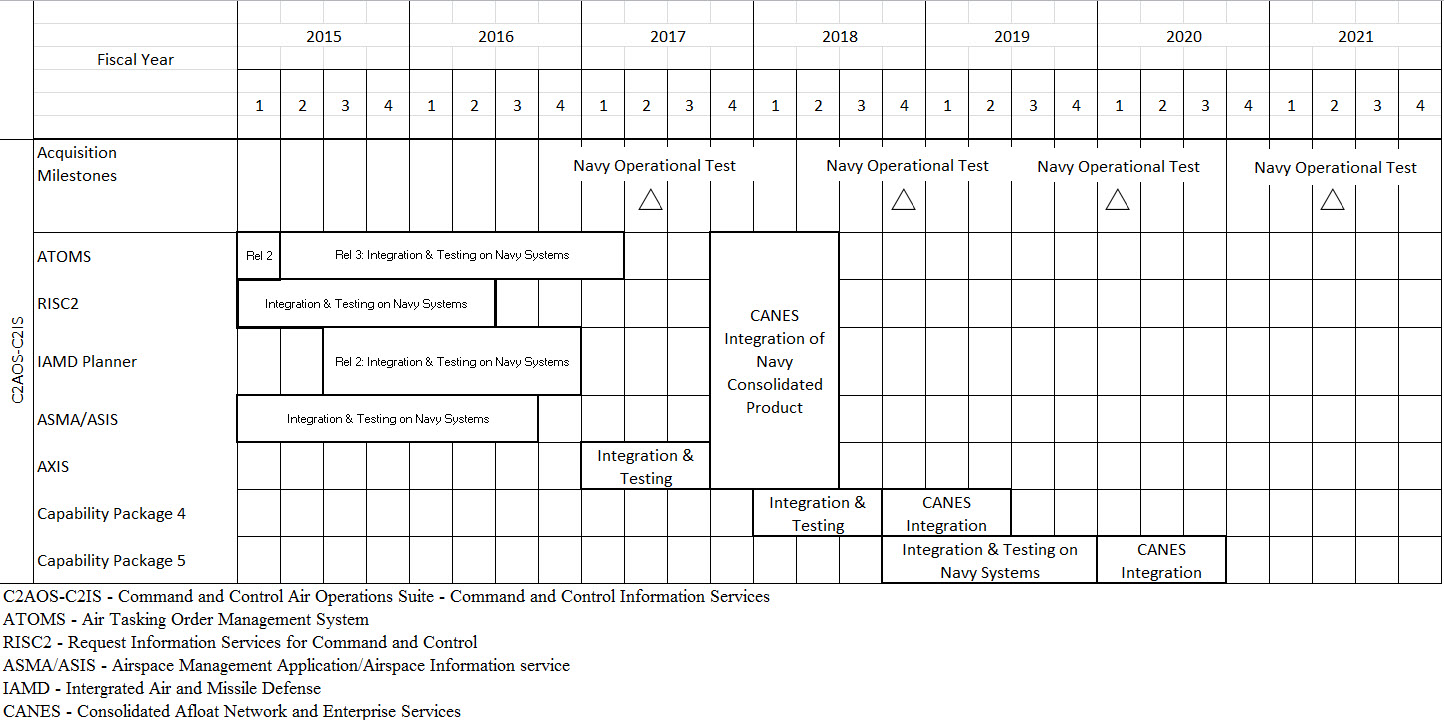 2015 2016 2017 2018 2019 2020 2021
Fiscal Year
1 2 3 4 1 2 3 4 1 2 3 4 1 2 3 4 1 2 3 4 1 2 3 4 1 2 3 4
C2AOS-C2IS
Acquisition
Milestones
Navy Operational Test Navy Operational Test Navy Operational Test Navy Operational Test
ATOMS
Rel 2
Rel 3: Integration & Testing on Navy Systems
RISC2
Integration & Testing on Navy Systems
IAMD Planner
Rel 2: Integration & Testing on Navy Systems
ASMA/ASIS
Integration & Testing on Navy Systems
CANES
Integration of
Navy
Consolidated
Product
AXIS
Integration &
Testing
Capability Package 4
Integration &
Testing
CANES
Integration
Capability Package 5
Integration & Testing on
Navy Systems
CANES
Integration
C2AOS-C2IS - Command and Control Air Operations Suite - Command and Control Information Services
ATOMS - Air Tasking Order Management System
RISC2 - Request Information Services for Command and Control
ASMA/ASIS - Airspace Management Application/Airspace Information service
IAMD - Intergrated Air and Missile Defense
CANES - Consolidated Afloat Network and Enterprise Services